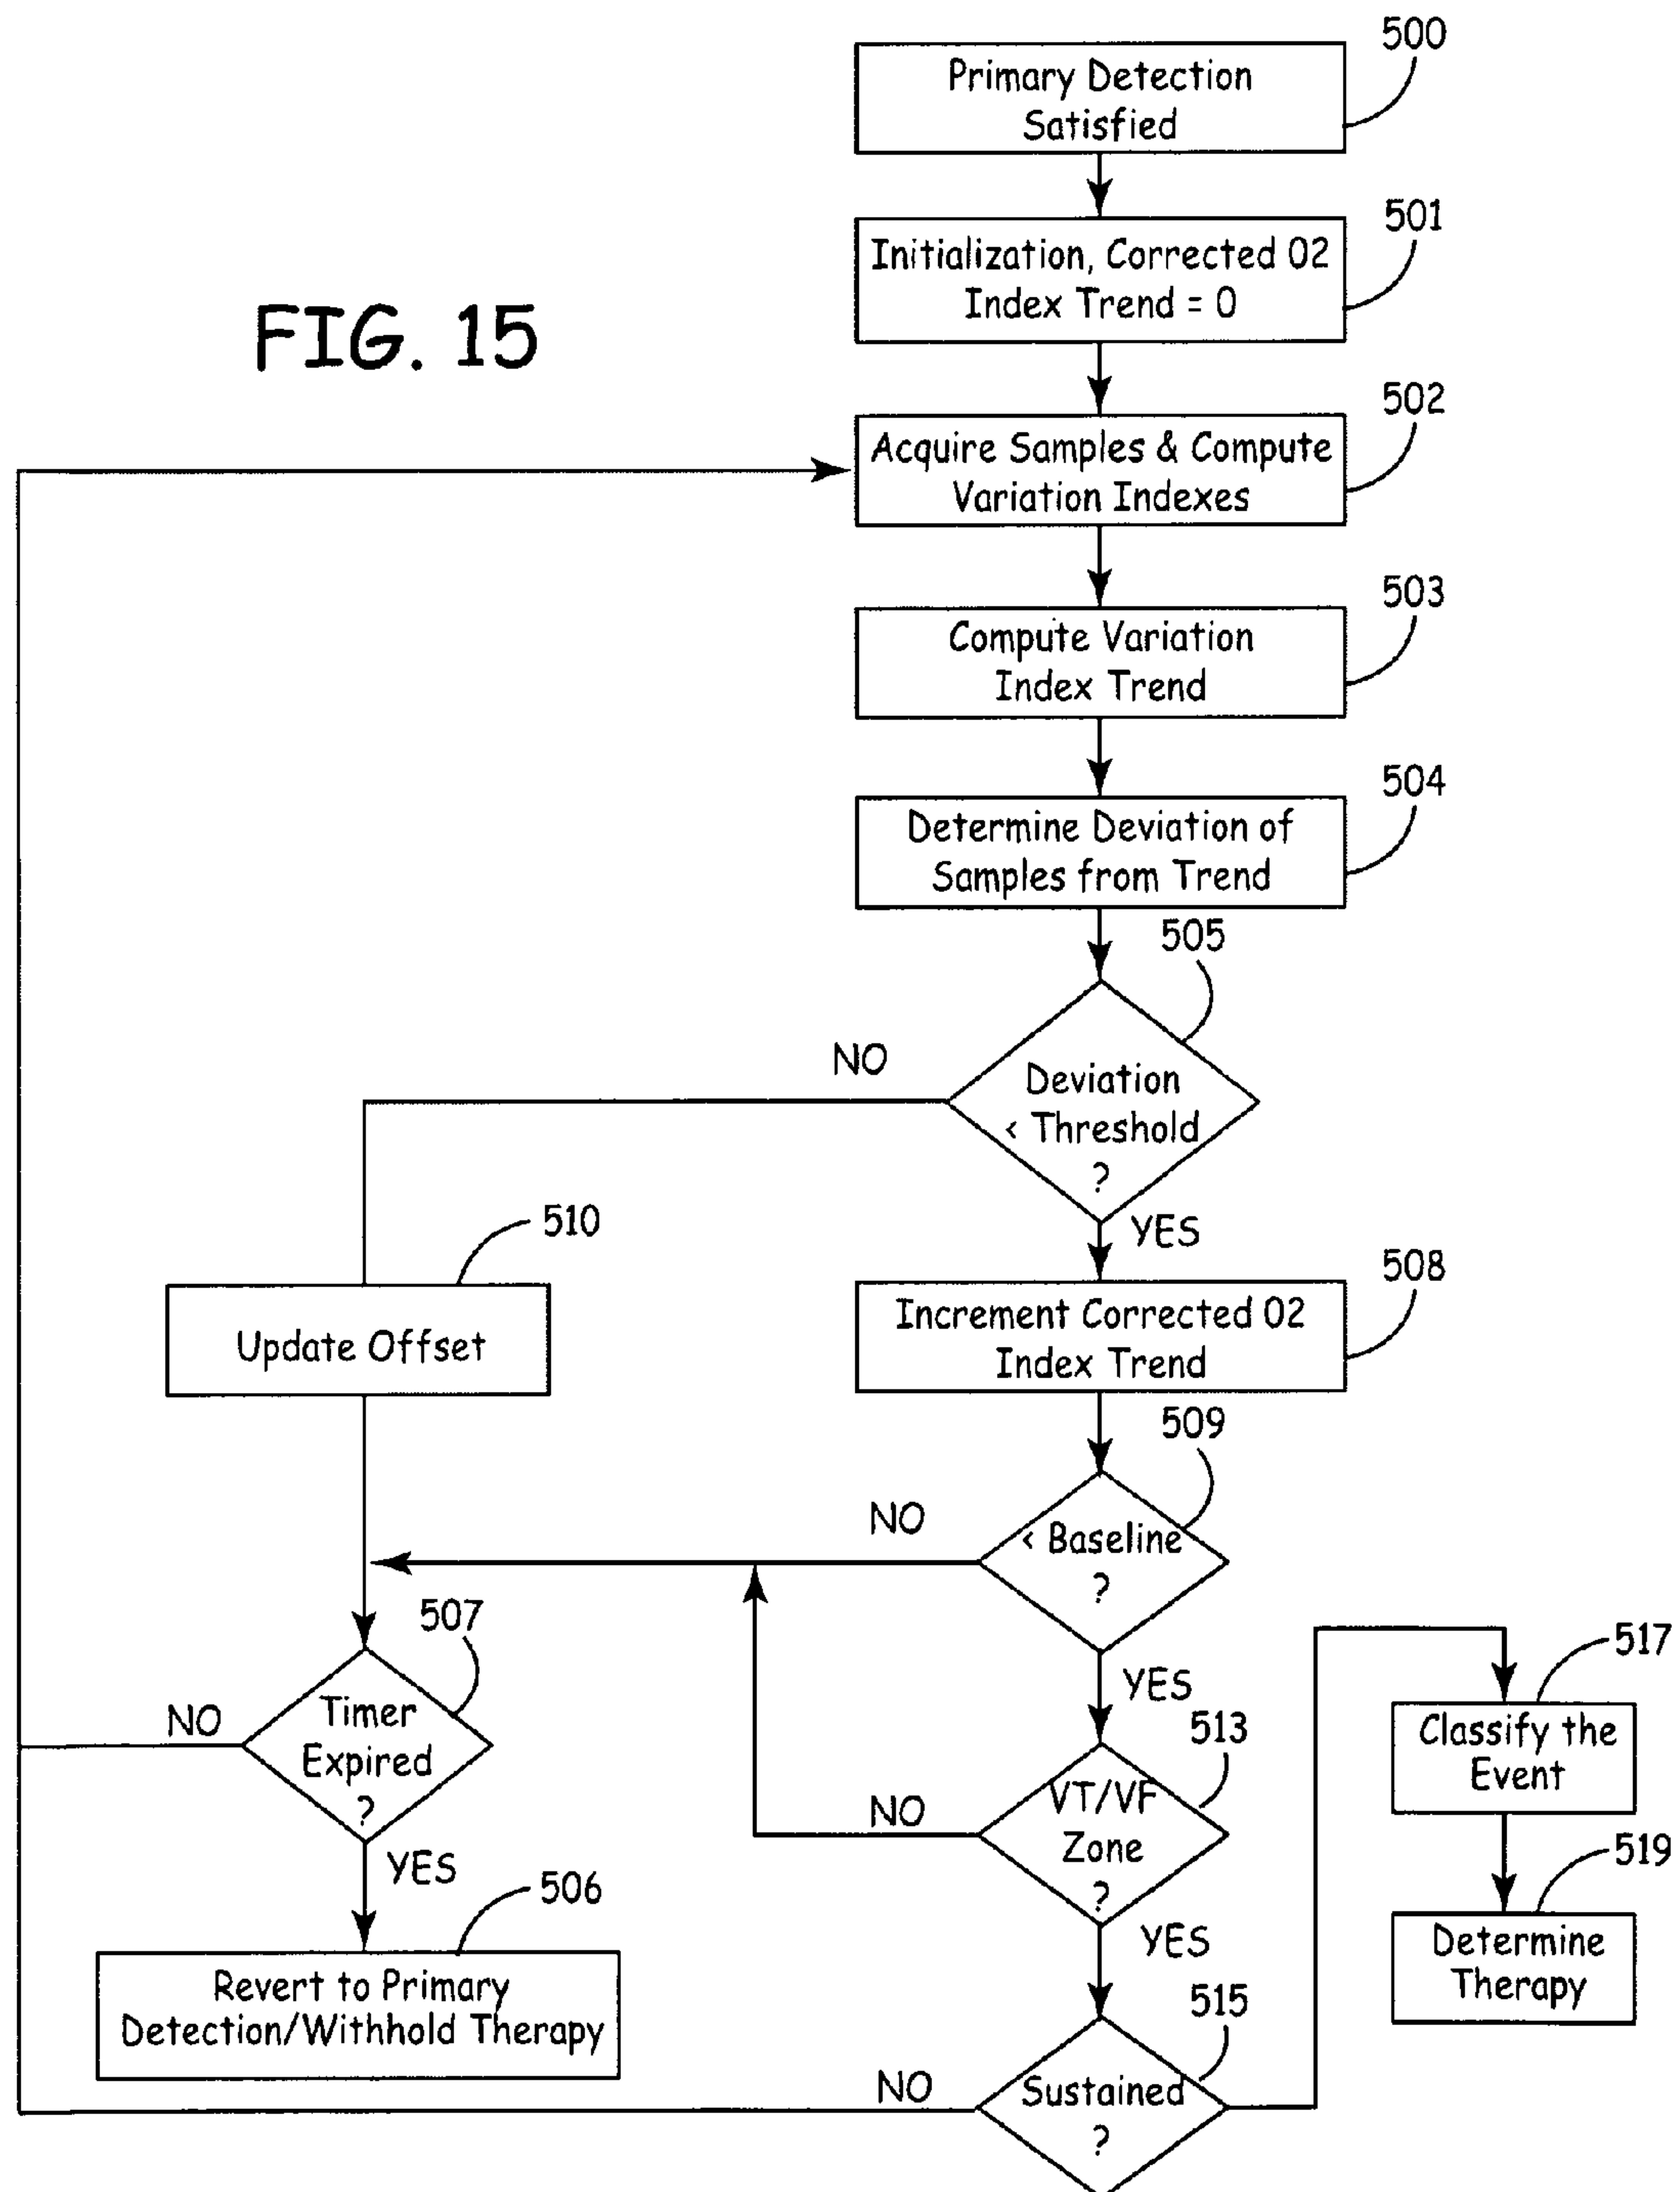 500
Primary Detection
Satisfied
501
Initialization, Corrected O2
Index Trend = 0
FIG. 15
502
Acquire Samples & Compute
Variation Indexes
503
Compute Variation
Index Trend
504
Determine Deviation of
Samples from Trend
505
NO
Deviation
< Threshold
?
YES
510
Update Offset
508
Increment Corrected O2
Index Trend
509
NO
< Baseline
?
YES
507
NO
Timer
Expired
?
YES
513
NO
VT/VF
Zone
?
YES
517
Classify the
Event
519
Determine
Therapy
506
Revert to Primary
Detection/Withhold Therapy
515
NO
Sustained
?